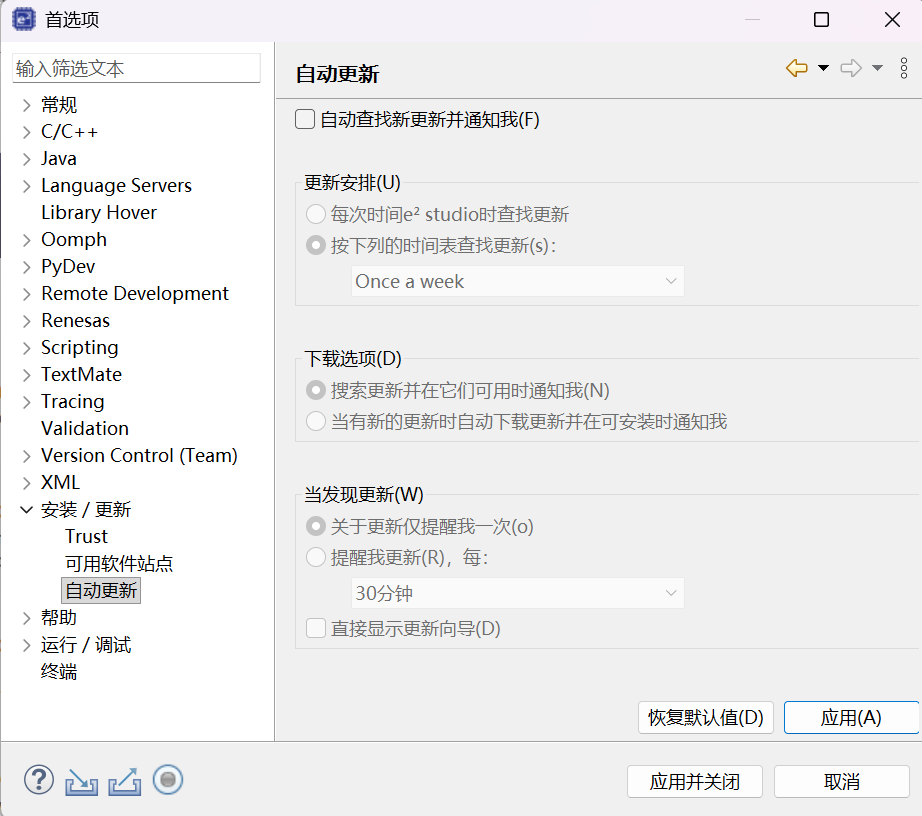 首选项
输入筛选文本
常规
C/C++
Java
Language Servers
Library Hover
Oomph
PyDev
Remote Development
Renesas
Scripting
TextMate
Tracing
Validation
Version Control (Team)
XML
安装 / 更新
Trust
可用软件站点
自动更新
帮助
运行 / 调试
终端
自动更新
自动查找新更新并通知我(F)
更新安排(U)
每次时间e² studio时查找更新
按下列的时间表查找更新(s)：
Once a week
下载选项(D)
搜索更新并在它们可用时通知我(N)
当有新的更新时自动下载更新并在可安装时通知我
当发现更新(W)
关于更新仅提醒我一次(o)
提醒我更新(R)，每：
30分钟
直接显示更新向导(D)
恢复默认值(D)
应用(A)
应用并关闭
取消